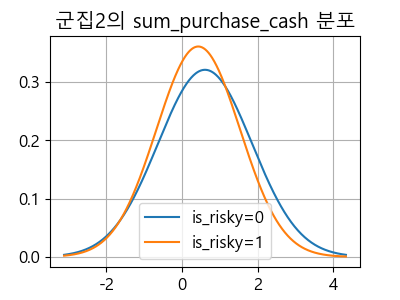 군집2의 sum_purchase_cash 분포
0.3
0.2
0.1
0.0
is_risky=0
is_risky=1
-2
0
2
4